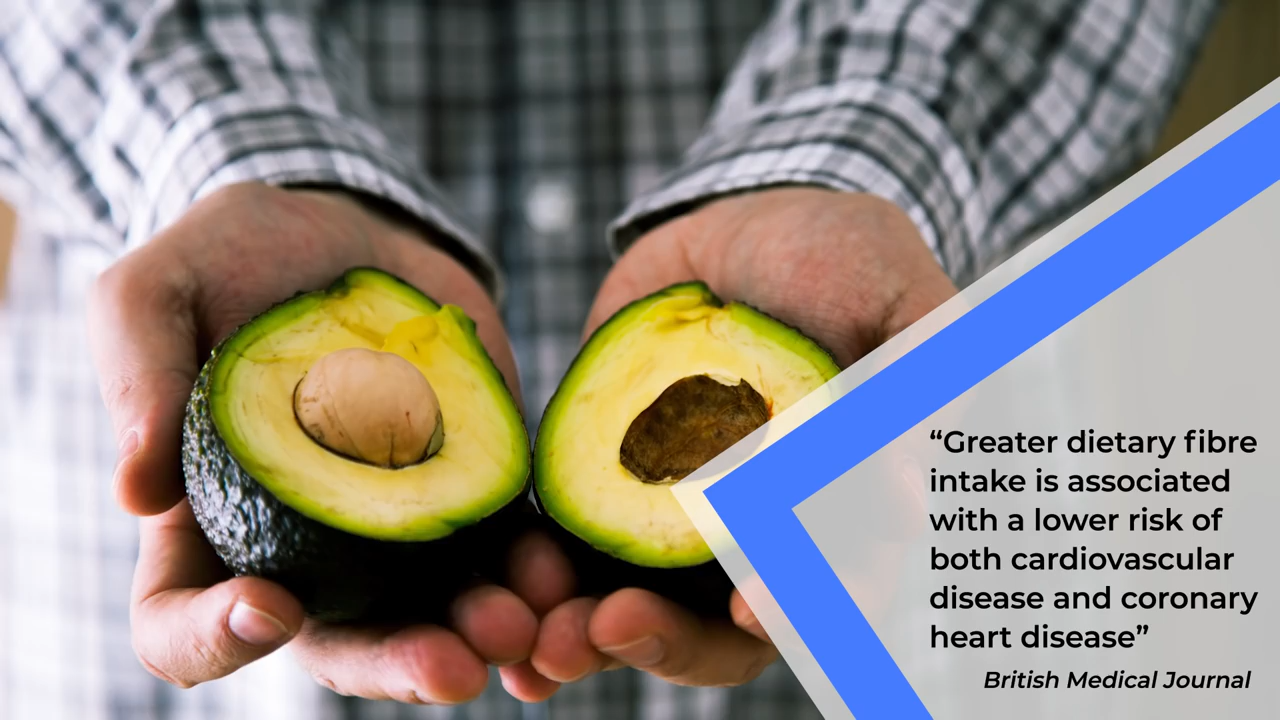 “Greater dietary fibre
intake is associated
with a lower risk of
both cardiovascular
disease and coronary
heart disease”
British Medical Journal